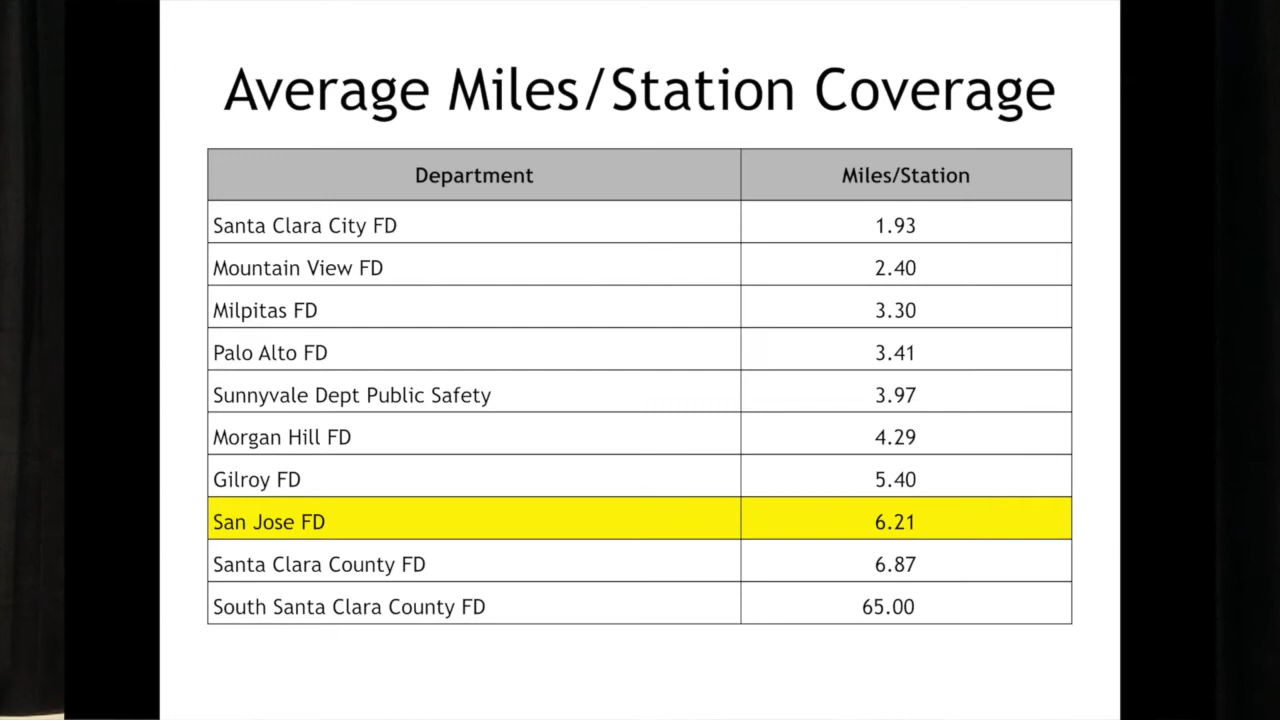 Average Miles/Station Coverage
Department Miles/Station
Santa Clara City FD 1.93
Mountain View FD 2.40
Milpitas FD 3.30
Palo Alto FD 3.41
Sunnyvale Dept Public Safety 3.97
Morgan Hill FD 4.29
Gilroy FD 5.40
San Jose FD 6.21
Santa Clara County FD 6.87
South Santa Clara County FD 65.00